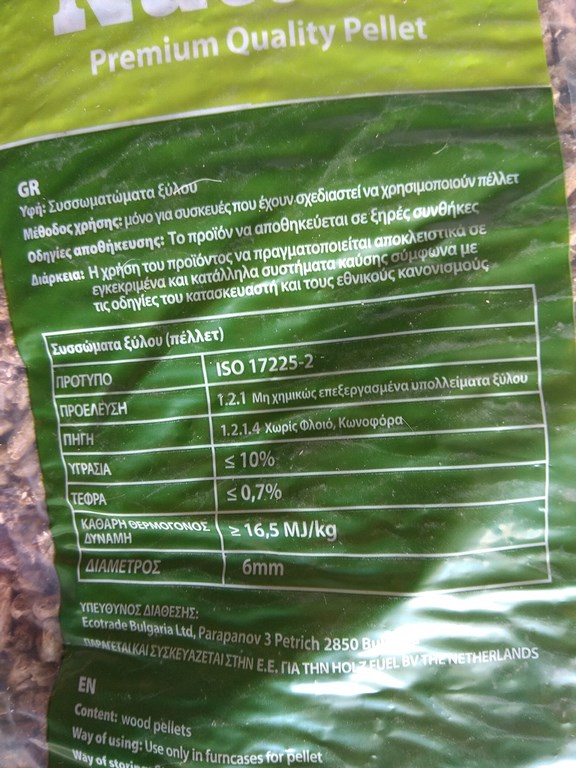 Premium Quality Pellet
GR
Υφή: Συσσωματώματα ξύλου
Μέθοδος χρήσης: μόνο για συσκευές που έχουν σχεδιαστεί να χρησιμοποιούν πέλλετ
Οδηγίες αποθήκευσης: Το προϊόν να αποθηκεύεται σε ξηρές συνθήκες
Διάρκεια: Η χρήση του προϊόντος να πραγματοποιείται αποκλειστικά σε
εγκεκριμένα και κατάλληλα συστήματα καύσης σύμφωνα με
τις οδηγίες του κατασκευαστή και τους εθνικούς κανονισμούς
Συσσώματα ξύλου (πέλλετ)
ΠΡΟΤΥΠΟ ISO 17225-2
ΠΡΟΕΛΕΥΣΗ 1.2.1 Μη χημικώς επεξεργασμένα υπολλείματα ξύλου
ΠΗΓΗ 1.2.1.4 Χωρίς Φλοιό, Κωνοφόρα
ΥΓΡΑΣΙΑ ≤ 10%
ΤΕΦΡΑ ≤ 0,7%
ΚΑΘΑΡΗ ΘΕΡΜΟΓΟΝΟΣ ≥ 16,5 MJ/kg
ΔΥΝΑΜΗ
ΔΙΑΜΕΤΡΟΣ 6mm
ΥΠΕΥΘΥΝΟΣ ΔΙΑΘΕΣΗΣ:
Ecotrade Bulgaria Ltd, Parapanov 3 Petrich 2850
ΠΑΡΑΓΕΤΑΙ ΚΑΙ ΣΥΣΚΕΥΑΖΕΤΑΙ ΣΤΗΝ Ε.Ε. ΓΙΑ ΤΗΝ FUEL BV THE NETHERLANDS
EN
Content: wood pellets
Way of using: Use only in furncases for pellet
Way of